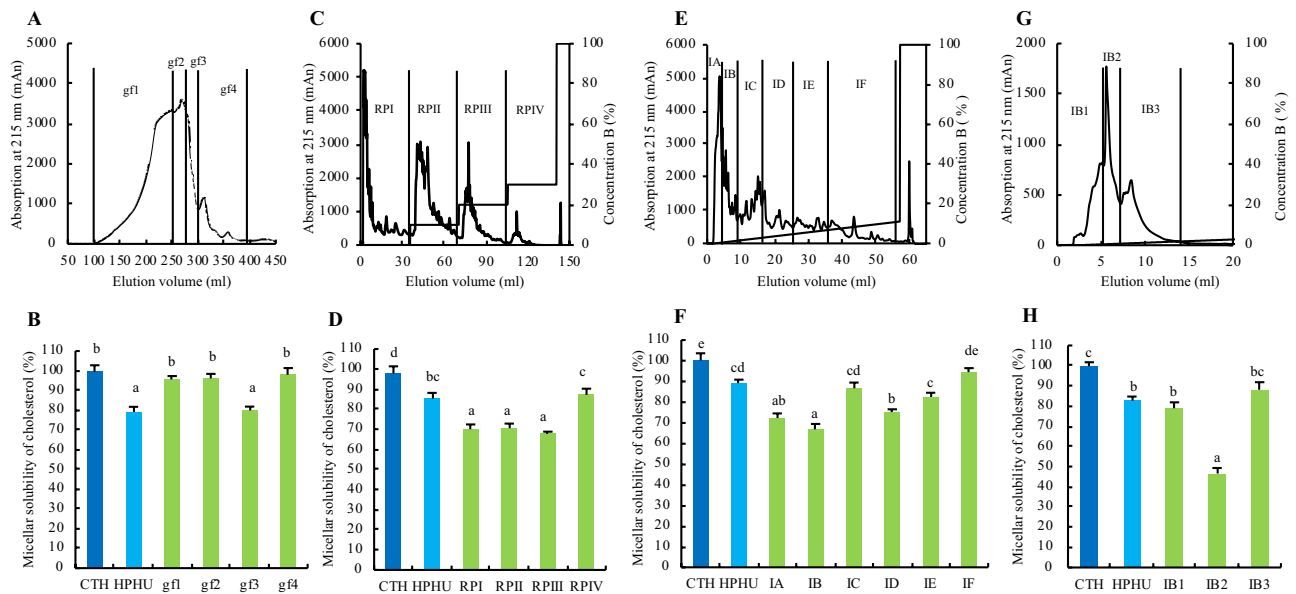 A
Absorption at 215 nm (mAn)
5000
4000
3000
2000
1000
0
gf1
gf2
gf3
gf4
50 100 150 200 250 300 350 400 450
Elution volume (ml)
C
Absorption at 215 nm (mAn)
6000
5000
4000
3000
2000
1000
0
RPI
RPII
RPIII
RPIV
100
80
60
40
20
0
Concentration B (%)
0 30 60 90 120 150
Elution volume (ml)
E
Absorption at 215 nm (mAn)
6000
5000
4000
3000
2000
1000
0
IA
IB
IC
ID
IE
IF
100
80
60
40
20
0
Concentration B ( % )
0 10 20 30 40 50 60
Elution volume (ml)
G
Absorption at 215 nm (mAn)
2000
1500
1000
500
0
IB1
IB2
IB3
100
80
60
40
20
0
Concentration B ( % )
0 5 10 15 20
Elution volume (ml)
B
Micellar solubility of cholesterol (%)
110
100
90
80
70
60
50
40
30
20
10
0
b a b b a b
CTH HPHU gf1 gf2 gf3 gf4
D
Micellar solubility of cholesterol (%)
110
100
90
80
70
60
50
40
30
20
10
0
d bc a a a c
CTH HPHU RPI RPII RPIII RPIV
F
Micellar solubility of cholesterol (%)
110
100
90
80
70
60
50
40
30
20
10
0
e cd ab a cd b c de
CTH HPHU IA IB IC ID IE IF
H
Micellar solubility of cholesterol (%)
110
100
90
80
70
60
50
40
30
20
10
0
c b b a bc
CTH HPHU IB1 IB2 IB3